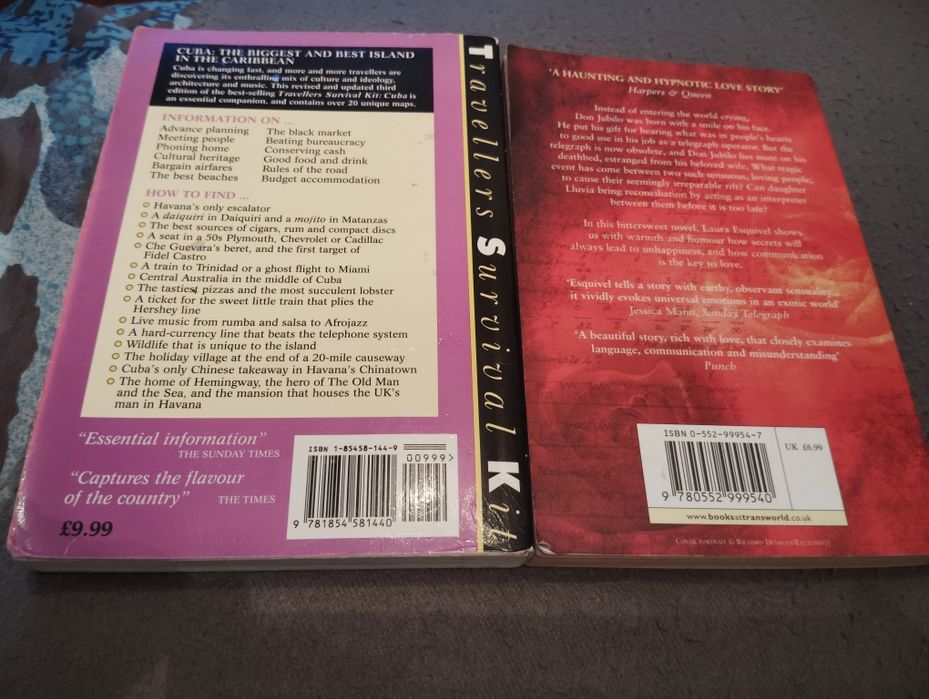 CUBA: THE BIGGEST AND BEST ISLAND
IN THE CARIBBEAN
Cuba is changing fast, and more and more travellers are
discovering its enthralling mix of culture and ideology,
architecture and music. This revised and updated third
edition of the best-selling Travellers Survival Kit: Cuba is
an essential companion, and contains over 20 unique maps.
INFORMATION ON ...
Advance planning
Meeting people
Phoning home
Cultural heritage
Bargain airfares
The best beaches
The black market
Beating bureaucracy
Conserving cash
Good food and drink
Rules of the road
Budget accommodation
HOW TO FIND ...
Havana's only escalator
A daiquiri in Daiquiri and a mojito in Matanzas
The best sources of cigars, rum and compact discs
A seat in a 50s Plymouth, Chevrolet or Cadillac
Che Guevara's beret, and the first target of
Fidel Castro
A train to Trinidad or a ghost flight to Miami
Central Australia in the middle of Cuba
The tastiest pizzas and the most succulent lobster
A ticket for the sweet little train that plies the
Hershey line
Live music from rumba and salsa to Afrojazz
A hard-currency line that beats the telephone system
Wildlife that is unique to the island
The holiday village at the end of a 20-mile causeway
Cuba's only Chinese takeaway in Havana's Chinatown
The home of Hemingway, the hero of The Old Man
and the Sea, and the mansion that houses the UK's
man in Havana
"Essential information"
THE SUNDAY TIMES
"Captures the flavour
of the country" THE TIMES
£9.99
ISBN 1-85458-144-9
00999>
9 781854 581440
Travellers Survival Kit
'A HAUNTING AND HYPNOTIC LOVE STORY'
Harpers & Queen
Instead of entering the world crying,
Don Jubilo was born with a smile on his face.
He put his gift for hearing what was in people's hearts
to good use in his job as a telegraph operator. But the
telegraph is now obsolete, and Don Jubilo lies mute on his
deathbed, estranged from his beloved wife. What tragic
event has come between two such sensuous, loving people,
to cause their seemingly irreparable rift? Can daughter
Lluvia bring reconciliation by acting as an interpreter
between them before it is too late?
In this bittersweet novel, Laura Esquivel shows
us with warmth and humour how secrets will
always lead to unhappiness, and how communication
is the key to love.
'Esquivel tells a story with earthy, observant sensuality...
it vividly evokes universal emotions in an exotic world'
Jessica Mann, Sunday Telegraph
'A beautiful story, rich with love, that closely examines
language, communication and misunderstanding'
Punch
ISBN 0-552-99954-7
UK £6.99
9 780552 999540
www.booksattransworld.co.uk
COVER PORTRAIT © RICHARD DUNKLEY/EXCLUSIVITY